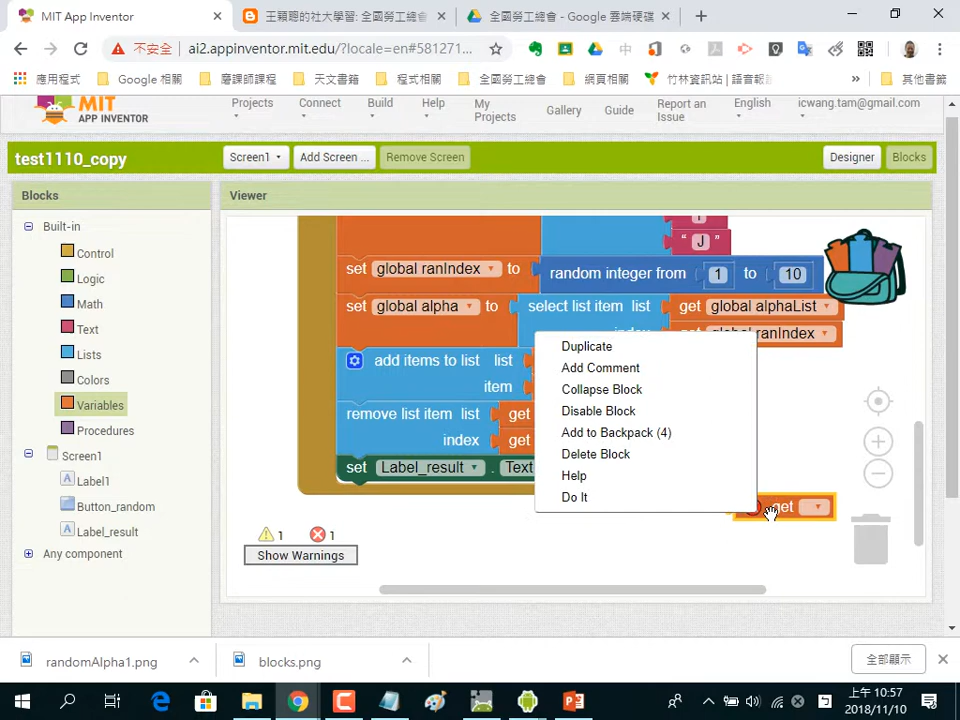 MIT App Inventor
王顥聰的社大學習: 全國勞工總會
全國勞工總會 - Google 雲端硬碟
不安全
ai2.appinventor.mit.edu/?locale=en#581271...
應用程式
Google 相關
磨課師課程
天文書籍
程式相關
全國勞工總會
網頁相關
竹林資訊站 | 語音報
»
其他書籤
MIT
APP INVENTOR
Projects
Connect
Build
Help
My Projects
Gallery
Guide
Report an Issue
English
icwang.tam@gmail.com
test1110_copy
Screen1
Add Screen ...
Remove Screen
Designer
Blocks
Blocks
Viewer
Built-in
Control
Logic
Math
Text
Lists
Colors
Variables
Procedures
Screen1
Label1
Button_random
Label_result
Any component
" J "
set global ranIndex to random integer from 1 to 10
set global alpha to select list item list get global alphaList
ranIndex
add items to list list
item
remove list item list get
index get
set Label_result . Text
Duplicate
Add Comment
Collapse Block
Disable Block
Add to Backpack (4)
Delete Block
Help
Do It
get
1
1
Show Warnings
randomAlpha1.png
blocks.png
全部顯示
上午 10:57
2018/11/10